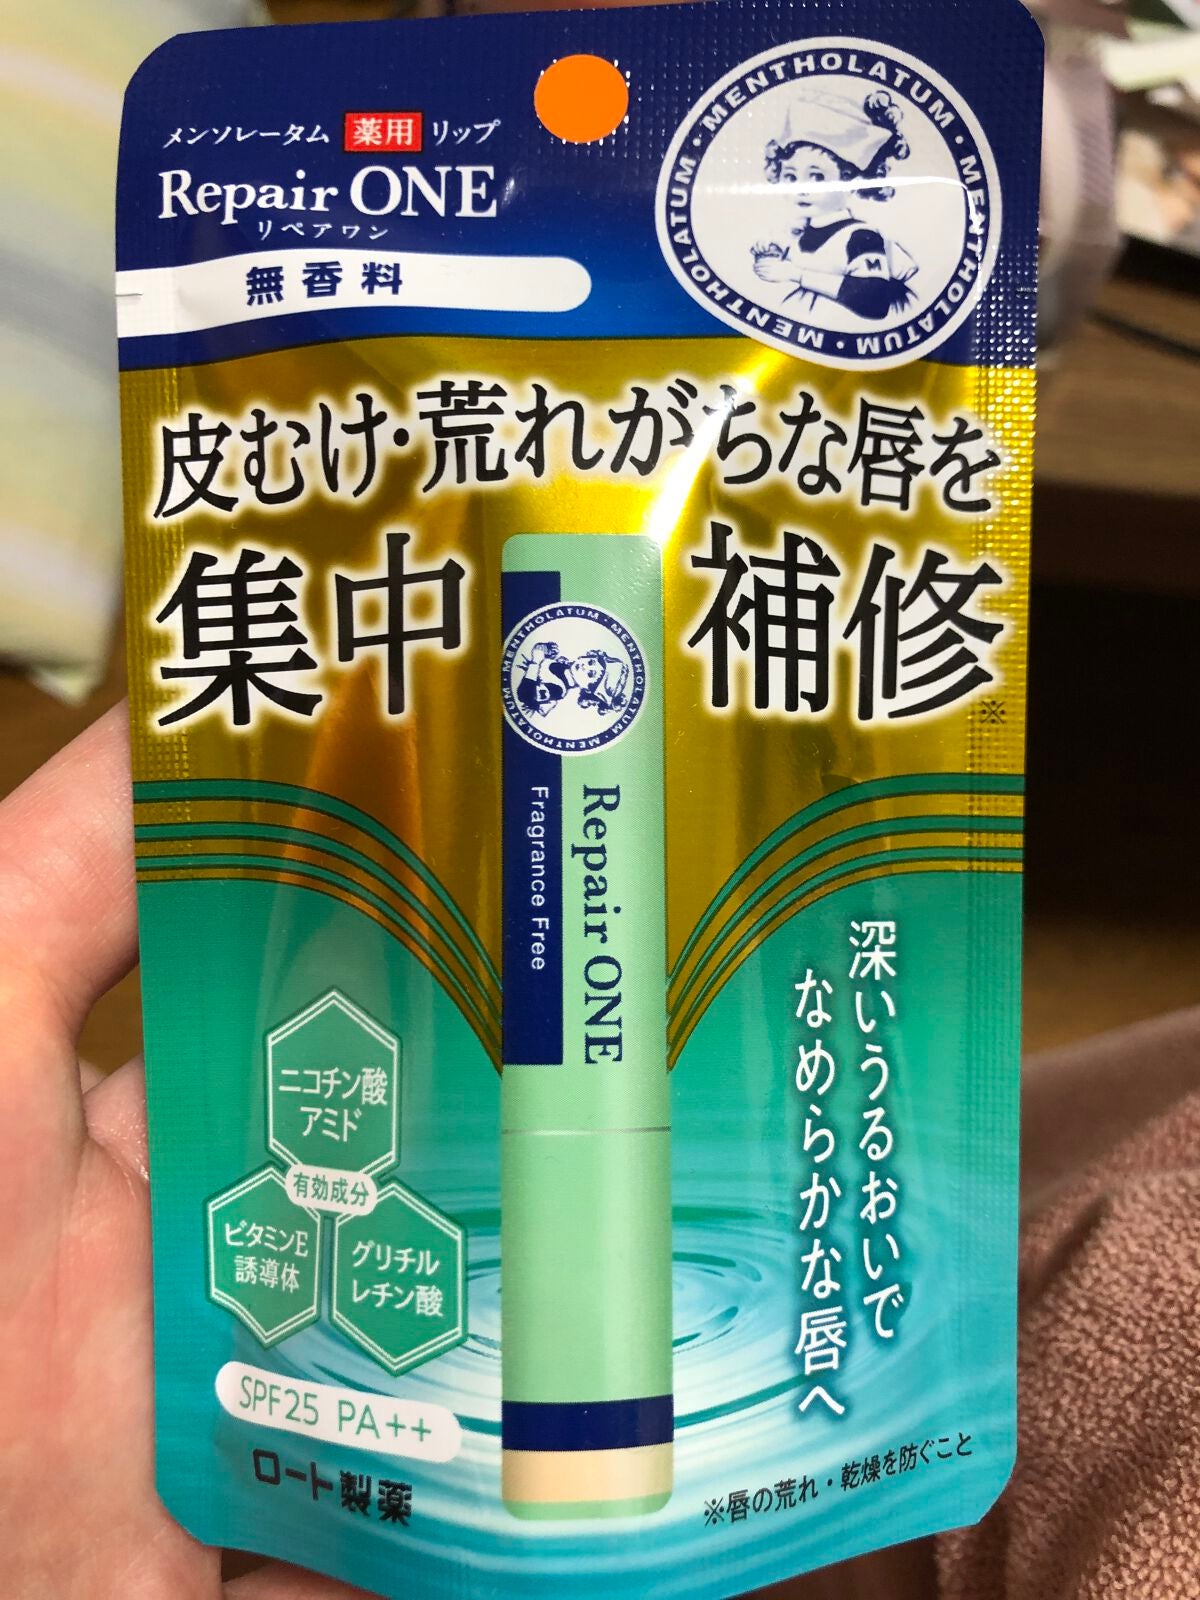 メンソレータム 薬用 リップ
Repair ONE
リペアワン
無香料
MENTHOLATUM · MENTHOLATUM · MENTHOLATUM ·
皮むけ・荒れがちな唇を
集中補修※
MENTHOLATUM · MENTHOLATUM · MENTHOLATUM ·
Repair ONE
Fragrance Free
深いうるおいで
なめらかな唇へ
ニコチン酸
アミド
有効成分
ビタミンE
誘導体
グリチル
レチン酸
SPF25 PA++
ロート製薬
※唇の荒れ・乾燥を防ぐこと